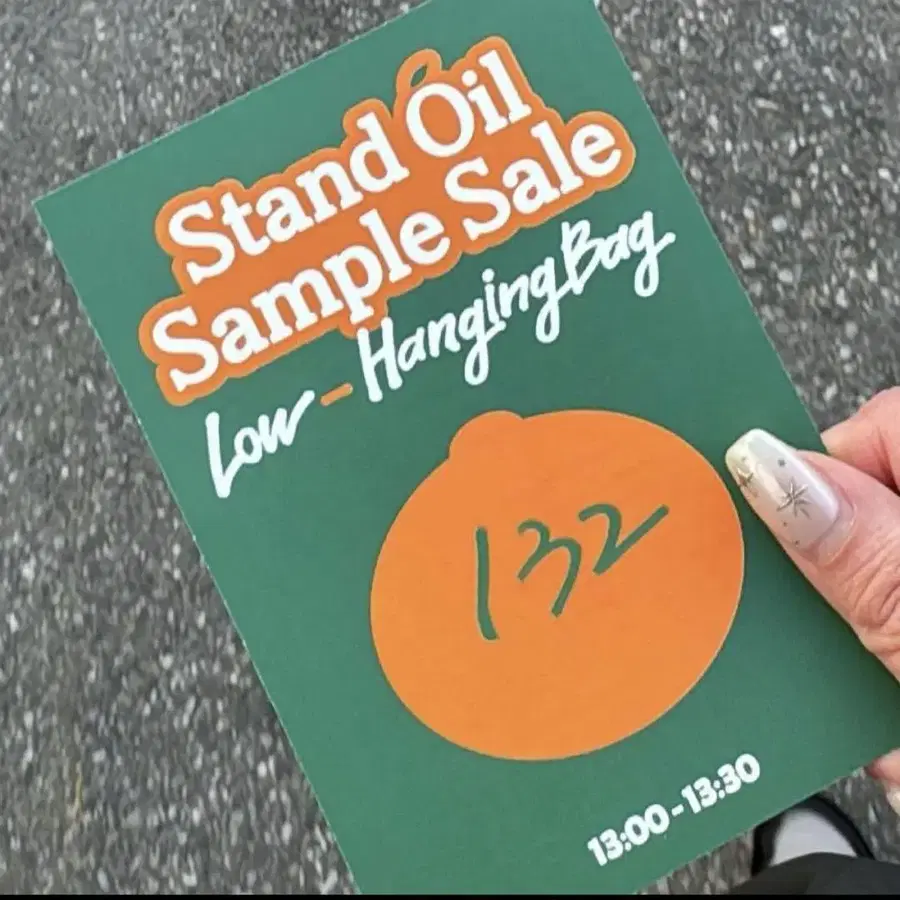 Stand Oil
Sample Sale
Low-Hanging Bag
132
13:00-13:30